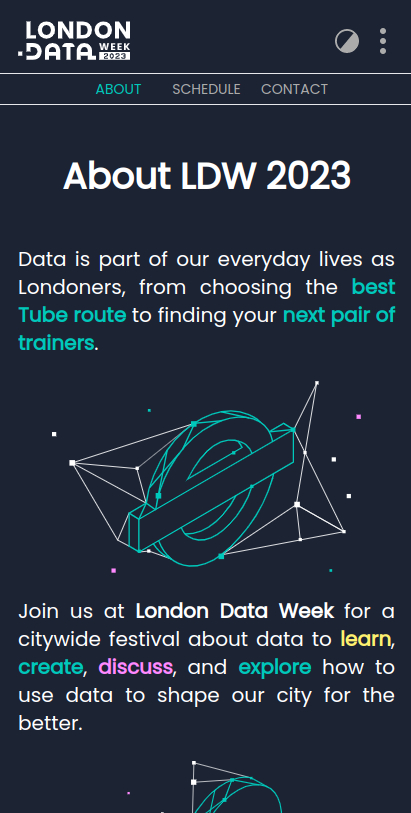 LONDON
DATA WEEK
2023
ABOUT SCHEDULE CONTACT
About LDW 2023
Data is part of our everyday lives as
Londoners, from choosing the best
Tube route to finding your next pair of
trainers.
Join us at London Data Week for a
citywide festival about data to learn,
create, discuss, and explore how to
use data to shape our city for the
better.